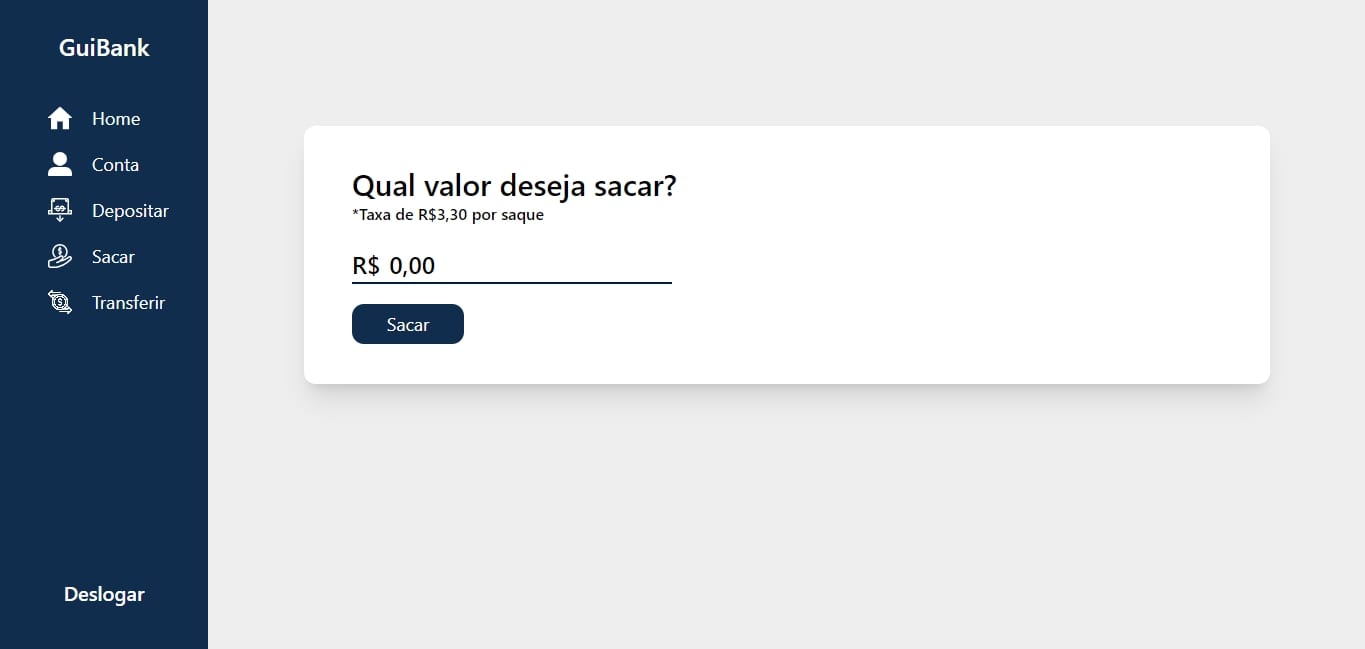 GuiBank
Home
Conta
Depositar
Sacar
Transferir
Deslogar
Qual valor deseja sacar?
*Taxa de R$3,30 por saque
R$ 0,00
Sacar